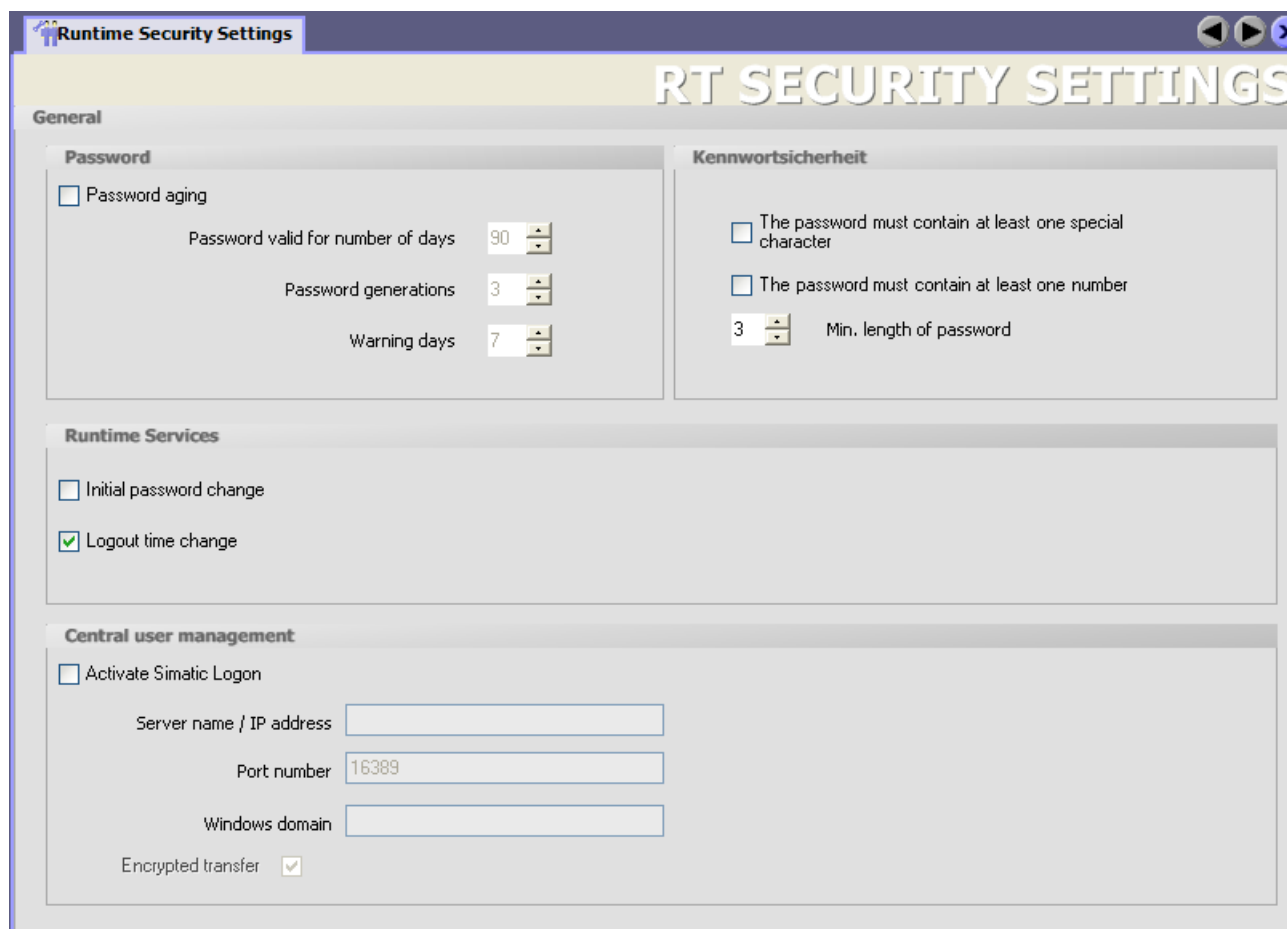 Runtime Security Settings
RT SECURITY SETTINGS
General
Password
Password aging
Password valid for number of days 90
Password generations 3
Warning days 7
Kennwortsicherheit
The password must contain at least one special
character
The password must contain at least one number
3 Min. length of password
Runtime Services
Initial password change
Logout time change
Central user management
Activate Simatic Logon
Server name / IP address
Port number 16389
Windows domain
Encrypted transfer